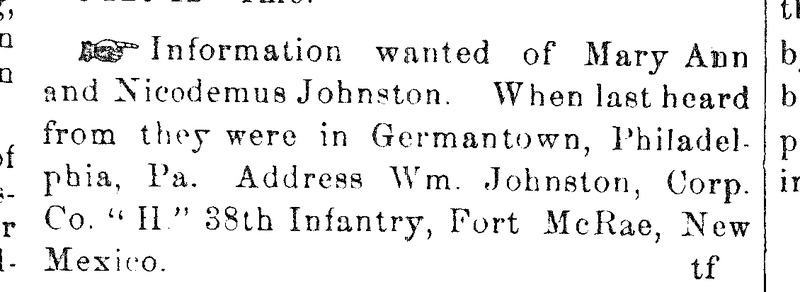 ☞ Information wanted of Mary Ann
and Nicodemus Johnston. When last heard
from they were in Germantown, Philadel-
phia, Pa. Address Wm. Johnston, Corp.
Co. “ H ” 38th Infantry, Fort McRae, New
Mexico. tf